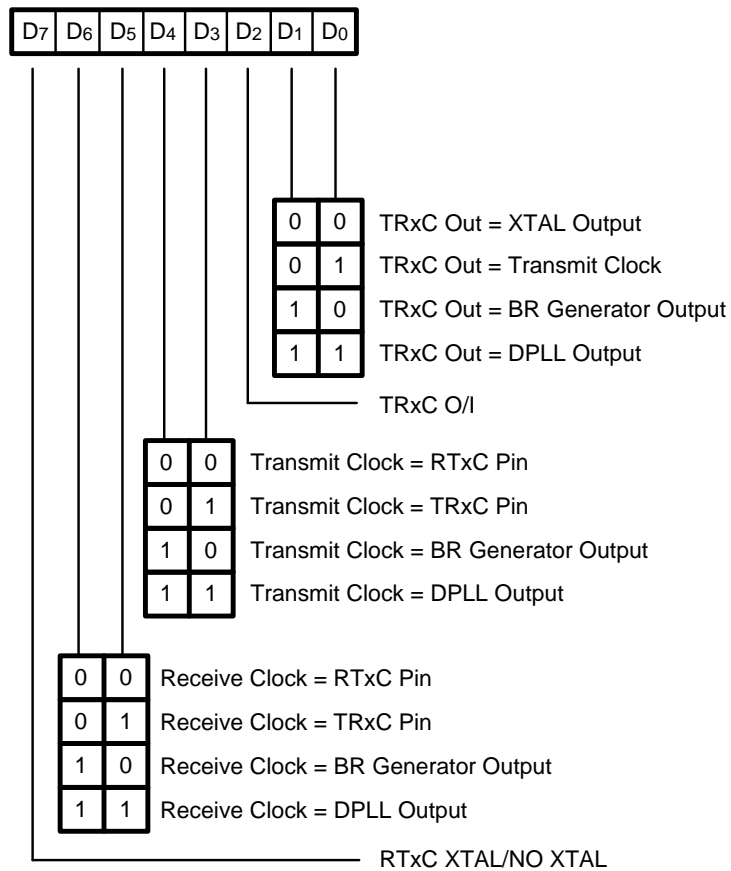 D7 D6 D5 D4 D3 D2 D1 D0
0 0 TRxC Out = XTAL Output
0 1 TRxC Out = Transmit Clock
1 0 TRxC Out = BR Generator Output
1 1 TRxC Out = DPLL Output
TRxC O/I
0 0 Transmit Clock = RTxC Pin
0 1 Transmit Clock = TRxC Pin
1 0 Transmit Clock = BR Generator Output
1 1 Transmit Clock = DPLL Output
0 0 Receive Clock = RTxC Pin
0 1 Receive Clock = TRxC Pin
1 0 Receive Clock = BR Generator Output
1 1 Receive Clock = DPLL Output
RTxC XTAL/NO XTAL